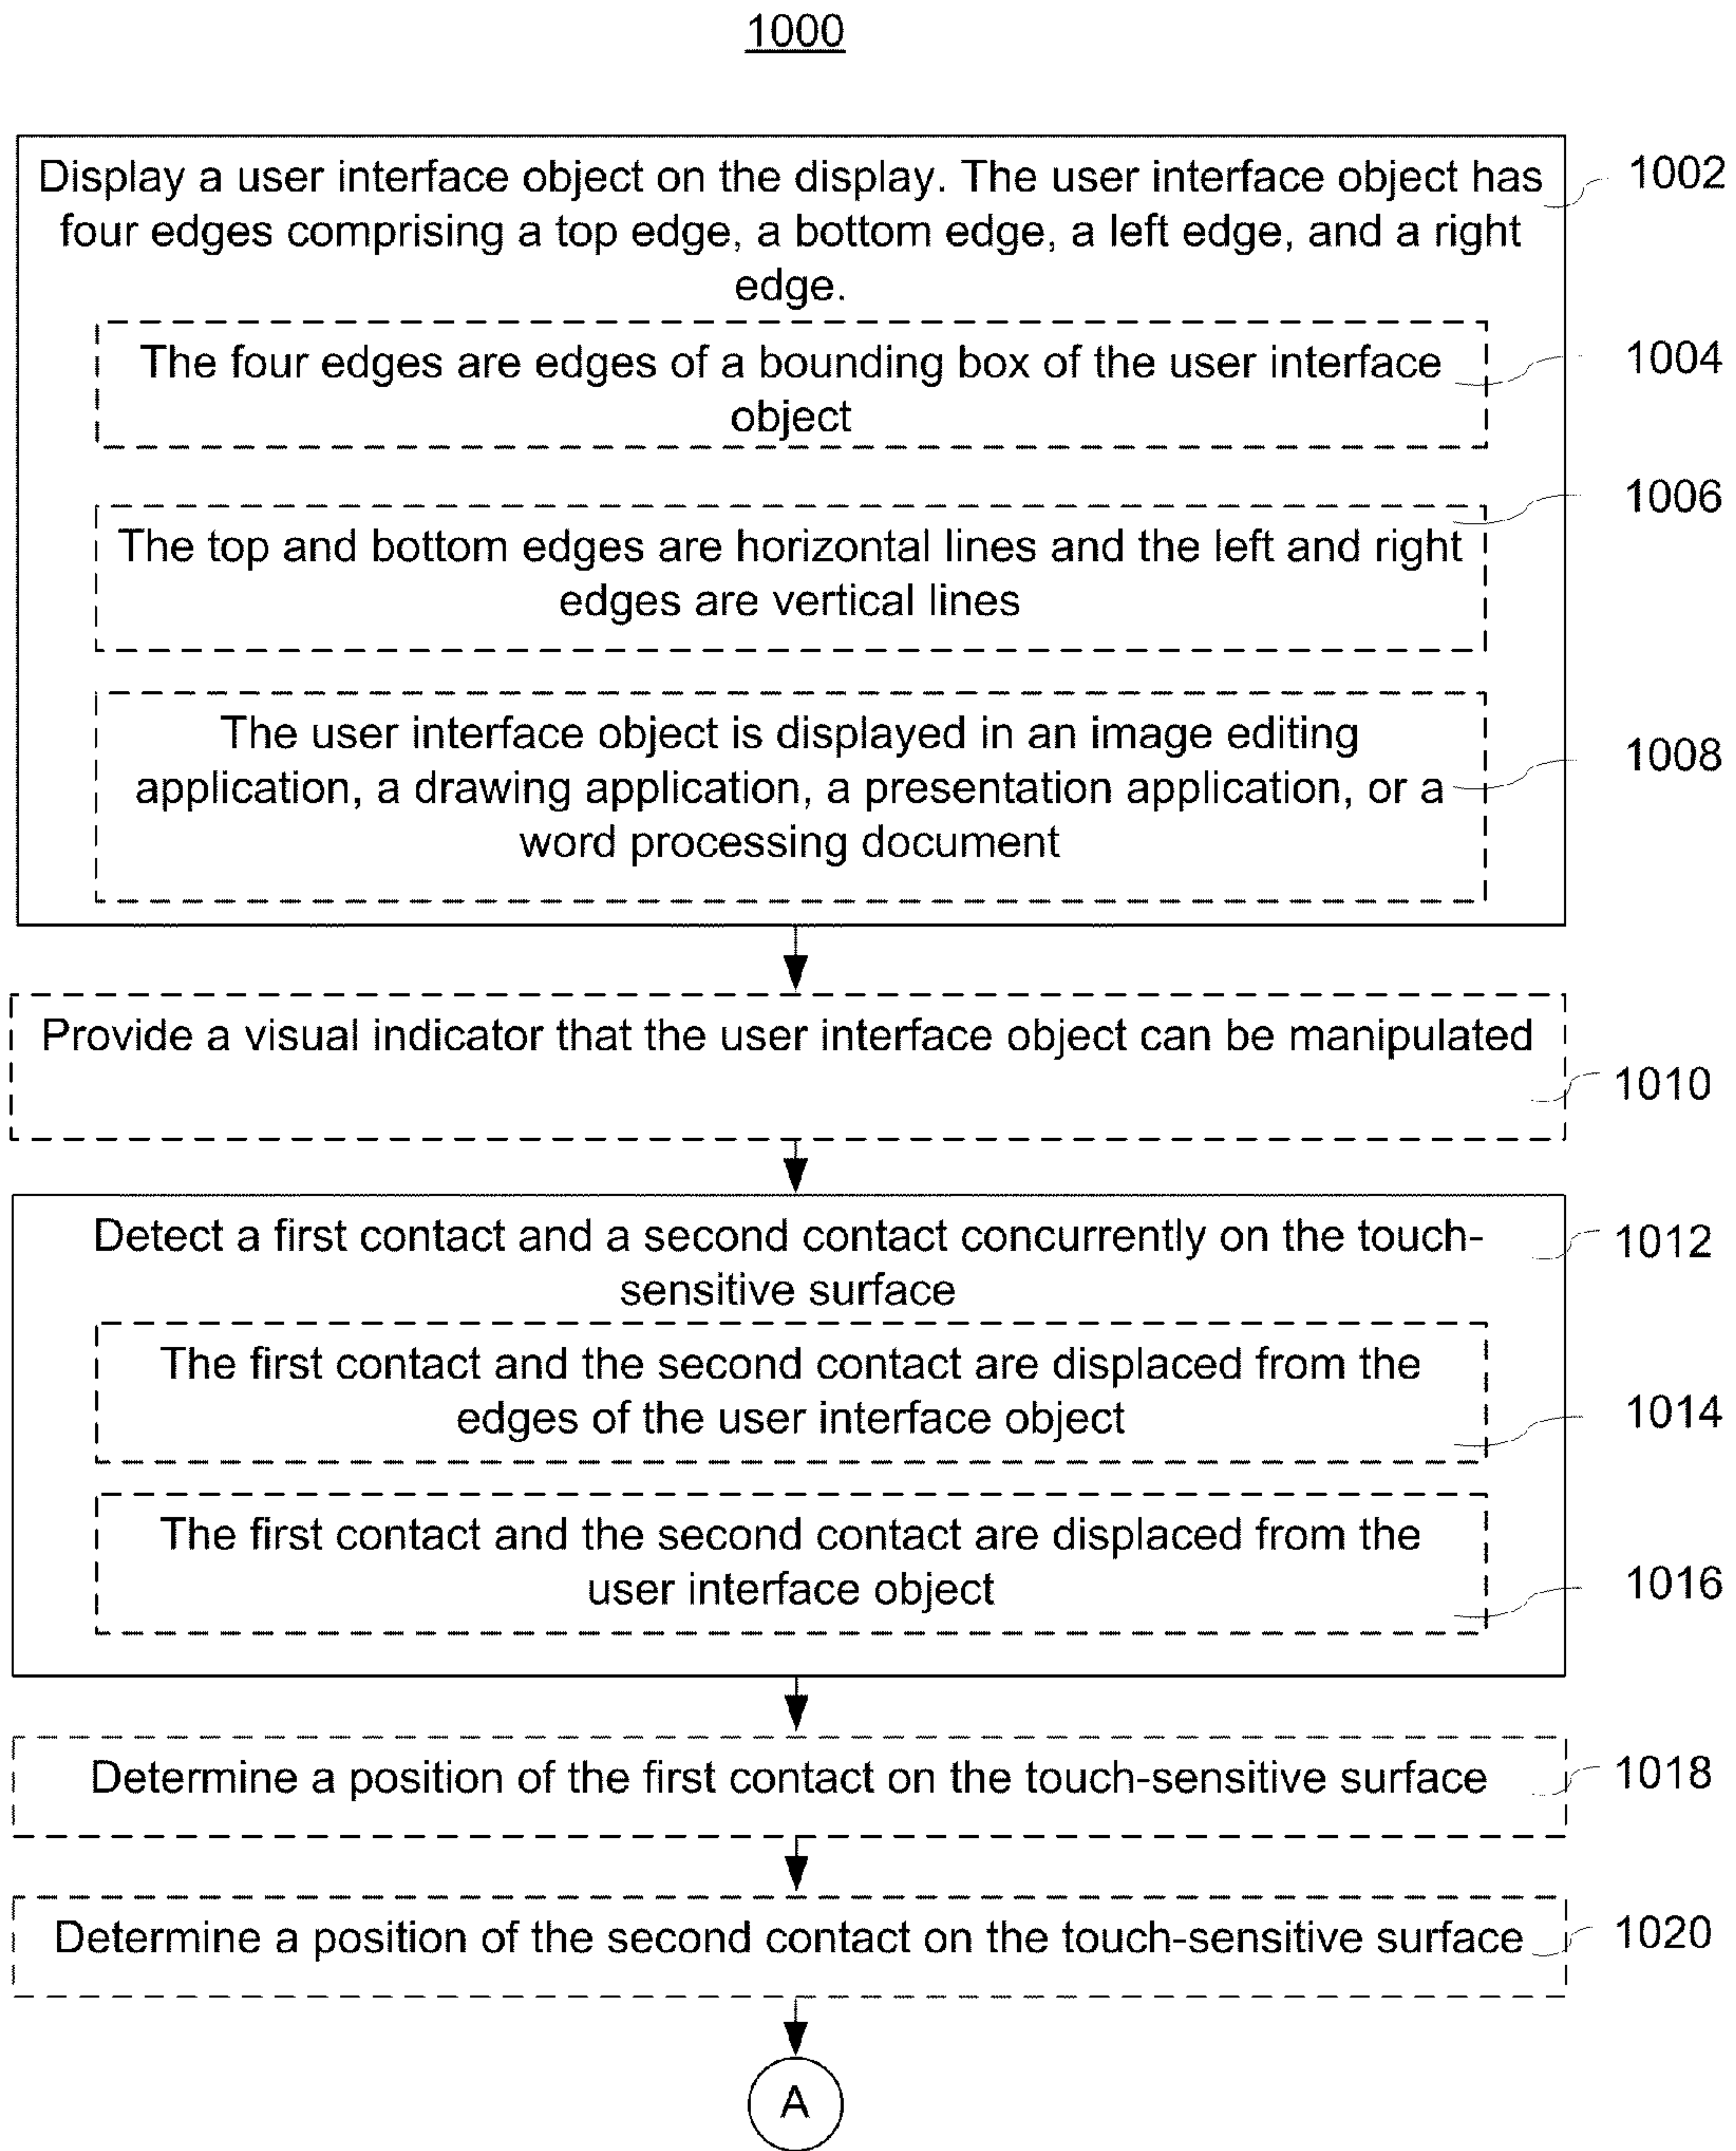 1000
Display a user interface object on the display. The user interface object has
four edges comprising a top edge, a bottom edge, a left edge, and a right
edge.
1002
The four edges are edges of a bounding box of the user interface
object
1004
The top and bottom edges are horizontal lines and the left and right
edges are vertical lines
1006
The user interface object is displayed in an image editing
application, a drawing application, a presentation application, or a
word processing document
1008
Provide a visual indicator that the user interface object can be manipulated
1010
Detect a first contact and a second contact concurrently on the touch-
sensitive surface
1012
The first contact and the second contact are displaced from the
edges of the user interface object
1014
The first contact and the second contact are displaced from the
user interface object
1016
Determine a position of the first contact on the touch-sensitive surface
1018
Determine a position of the second contact on the touch-sensitive surface
1020
A